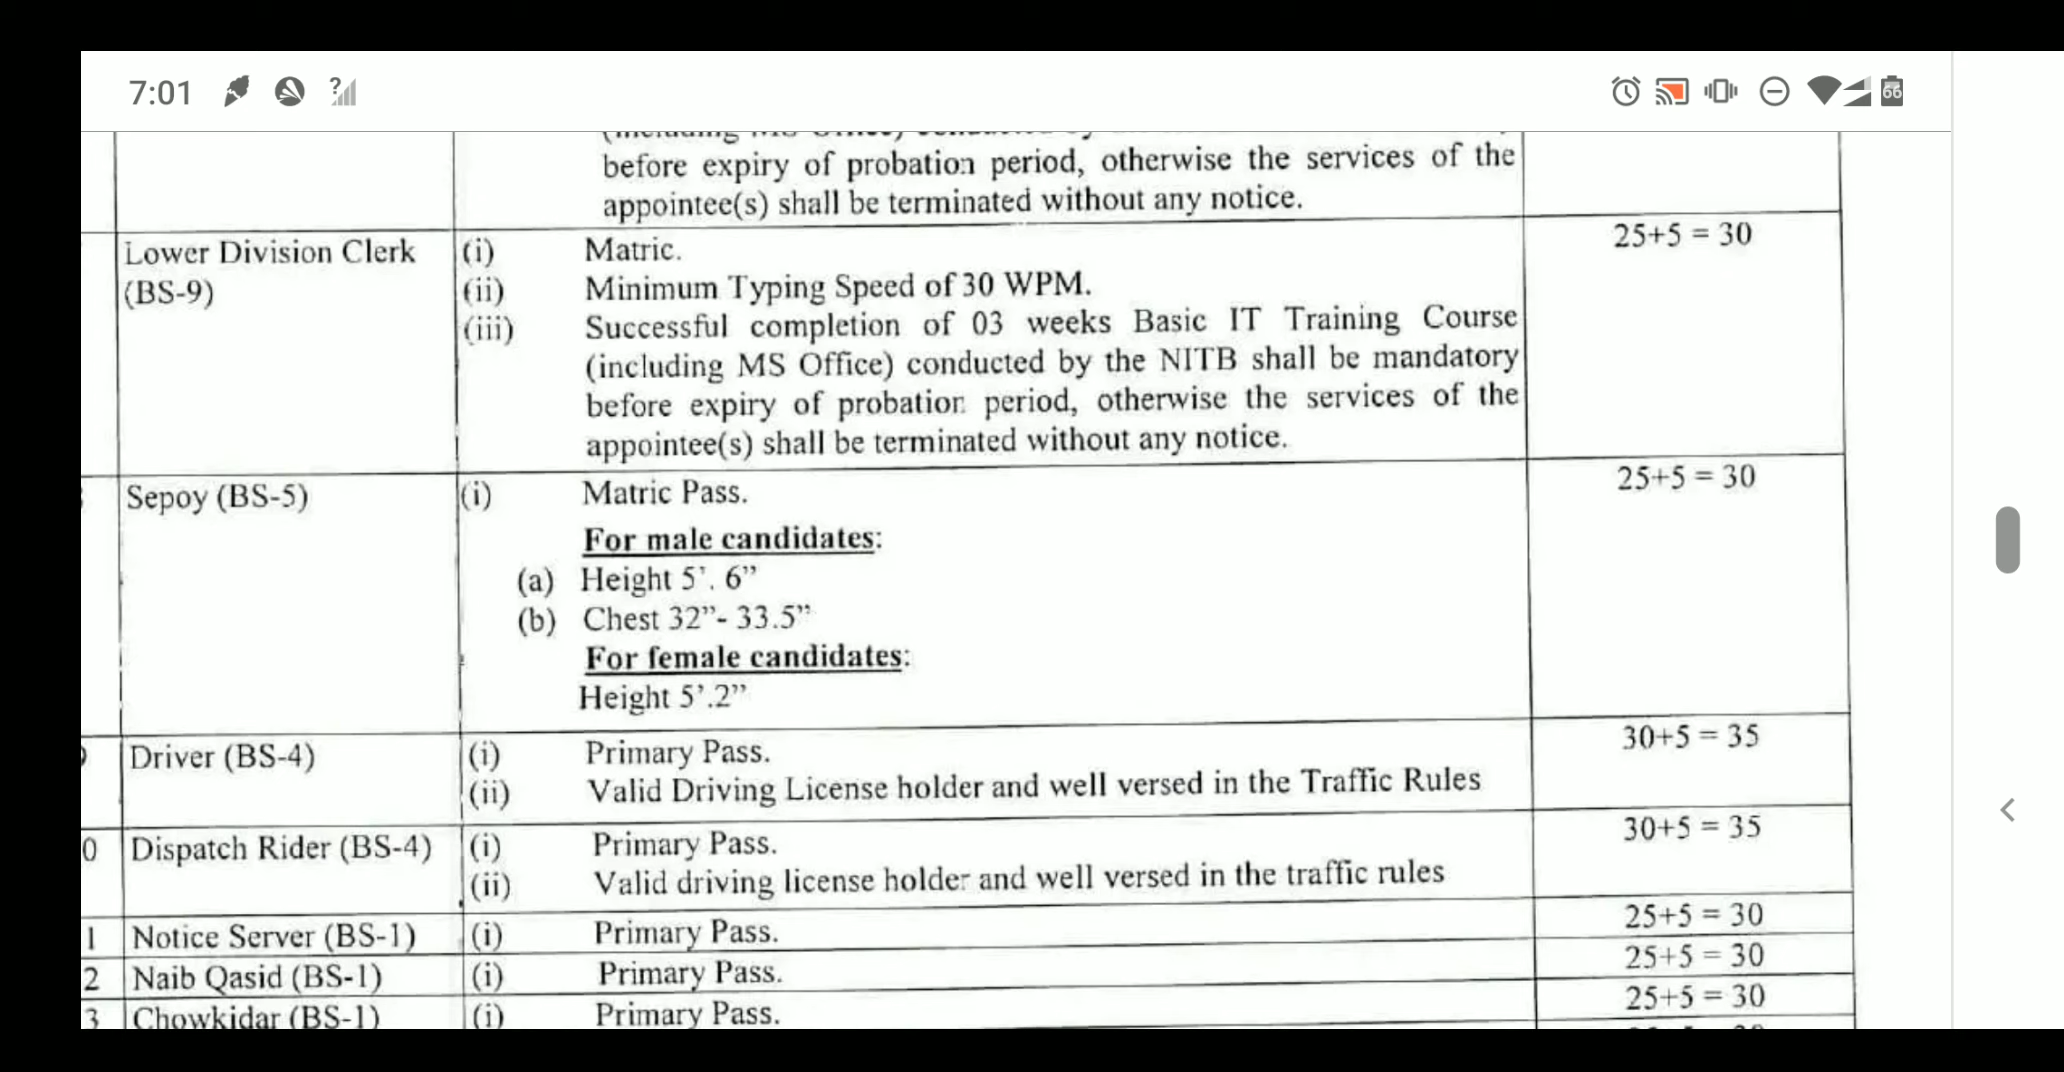 7:01
66
before expiry of probation period, otherwise the services of the
appointee(s) shall be terminated without any notice.
Lower Division Clerk (i) Matric. 25+5 = 30
(BS-9) (ii) Minimum Typing Speed of 30 WPM.
(iii) Successful completion of 03 weeks Basic IT Training Course
(including MS Office) conducted by the NITB shall be mandatory
before expiry of probation period, otherwise the services of the
appointee(s) shall be terminated without any notice.
Sepoy (BS-5) (i) Matric Pass. 25+5 = 30
For male candidates:
(a) Height 5'. 6”
(b) Chest 32”- 33.5”
For female candidates:
Height 5’.2”
Driver (BS-4) (i) Primary Pass. 30+5 = 35
(ii) Valid Driving License holder and well versed in the Traffic Rules
0 Dispatch Rider (BS-4) (i) Primary Pass. 30+5 = 35
(ii) Valid driving license holder and well versed in the traffic rules
1 Notice Server (BS-1) (i) Primary Pass. 25+5 = 30
2 Naib Qasid (BS-1) (i) Primary Pass. 25+5 = 30
3 Chowkidar (BS-1) (i) Primary Pass. 25+5 = 30